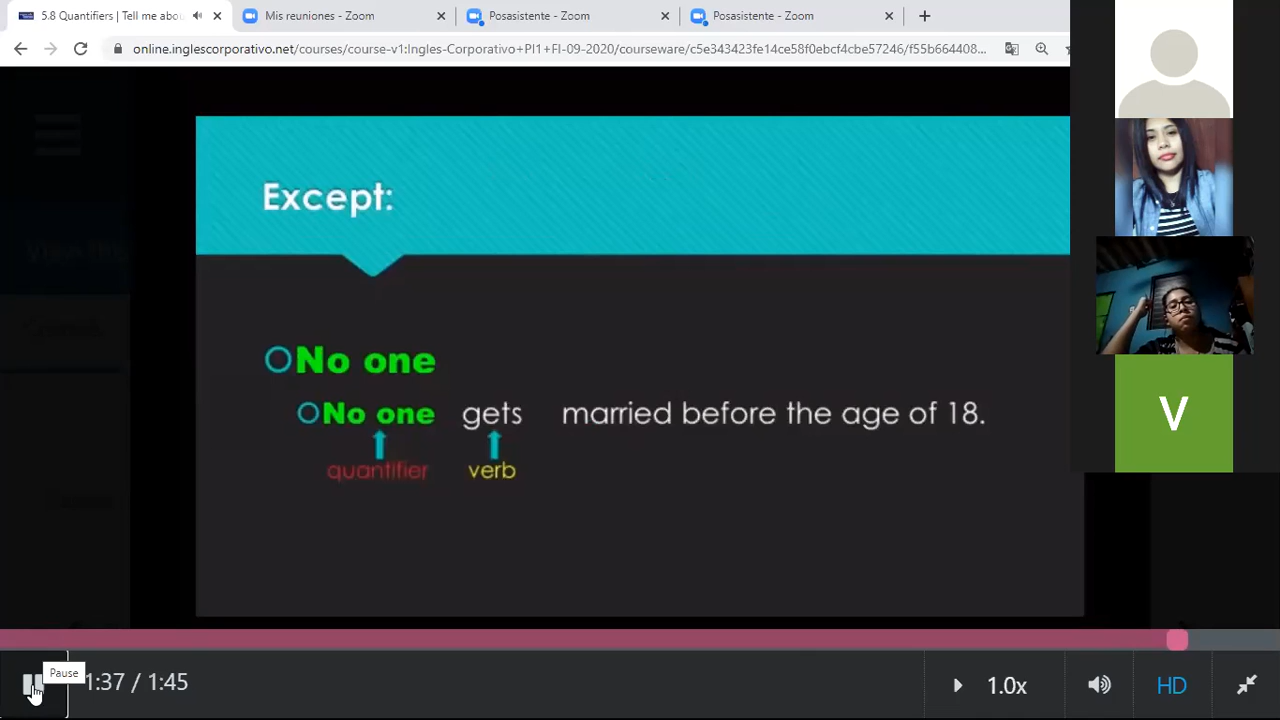 5.8 Quantifiers | Tell me abou
Mis reuniones - Zoom
Posasistente - Zoom
Posasistente - Zoom
online.inglescorporativo.net/courses/course-v1:Ingles-Corporativo+PI1+FI-09-2020/courseware/c5e343423fe14ce58f0ebcf4cbe57246/f55b664408...
Except:
No one
No one gets married before the age of 18.
quantifier verb
V
Pause
1:37 / 1:45
1.0x
HD